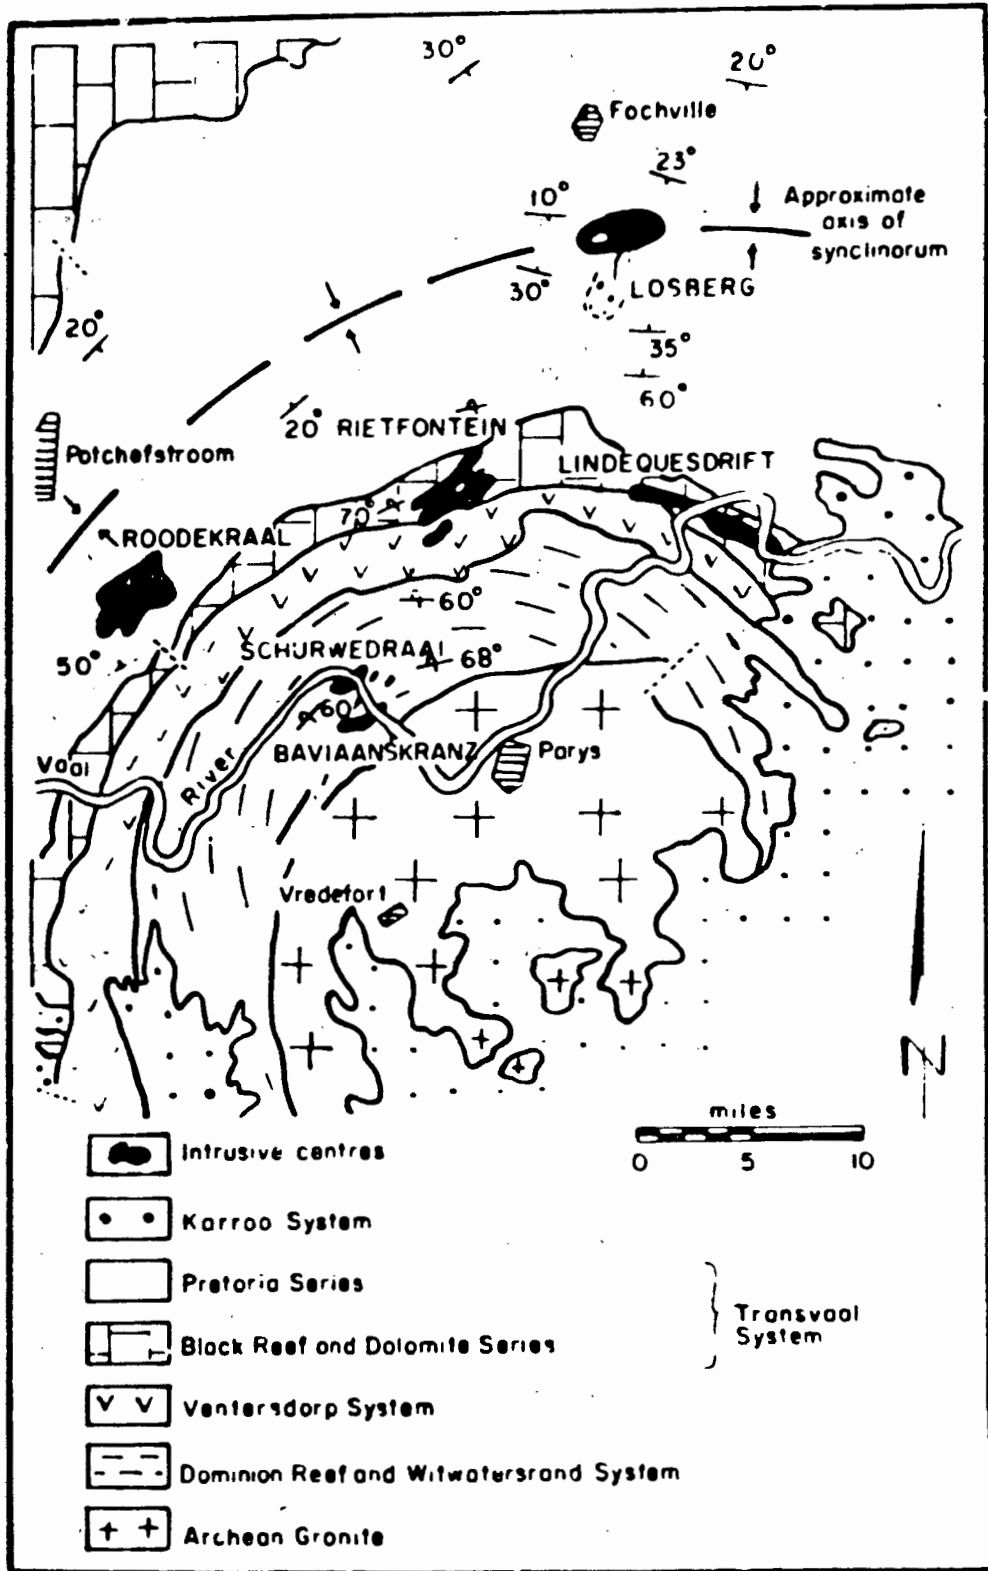 30°
20°
Fochville
23°
10°
Approximate
axis of
synclinorum
30°
LOSBERG
20°
35°
60°
20° RIETFONTEIN
Potchefstroom
LINDEQUESDRIFT
70°
ROODEKRAAL
60°
SCHURWEDRAAI
68°
50°
60
BAVIAANSKRANZ
Parys
Vaal
River
Vredefort
N
miles
0 5 10
Intrusive centres
Karroo System
Pretoria Series
Transvaal
System
Black Reef and Dolomite Series
Ventersdorp System
Dominion Reef and Witwatersrand System
Archean Granite